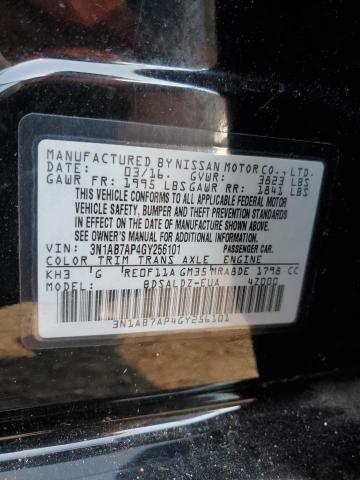 MANUFACTURED BY NISSAN MOTOR CO., LTD.
DATE: 03/16 GVWR: 3823 LBS
GAWR FR: 1995 LBS GAWR RR: 1841 LBS
THIS VEHICLE CONFORMS TO ALL APPLICABLE FEDERAL MOTOR
VEHICLE SAFETY, BUMPER AND THEFT PREVENTION STANDARDS
IN EFFECT ON THE DATE OF MANUFACTURE SHOWN ABOVE.
SEE OWNER'S MANUAL FOR ADDITIONAL WEIGHT INFORMATION.
VIN: 3N1AB7AP4GY256101 PASSENGER CAR.
COLOR TRIM TRANS AXLE ENGINE
KH3 G RE0F11A GM35 MRA8DE 1798 CC
MODEL: BDSALDZ-EUA 4Z000
3N1AB7AP4GY256101